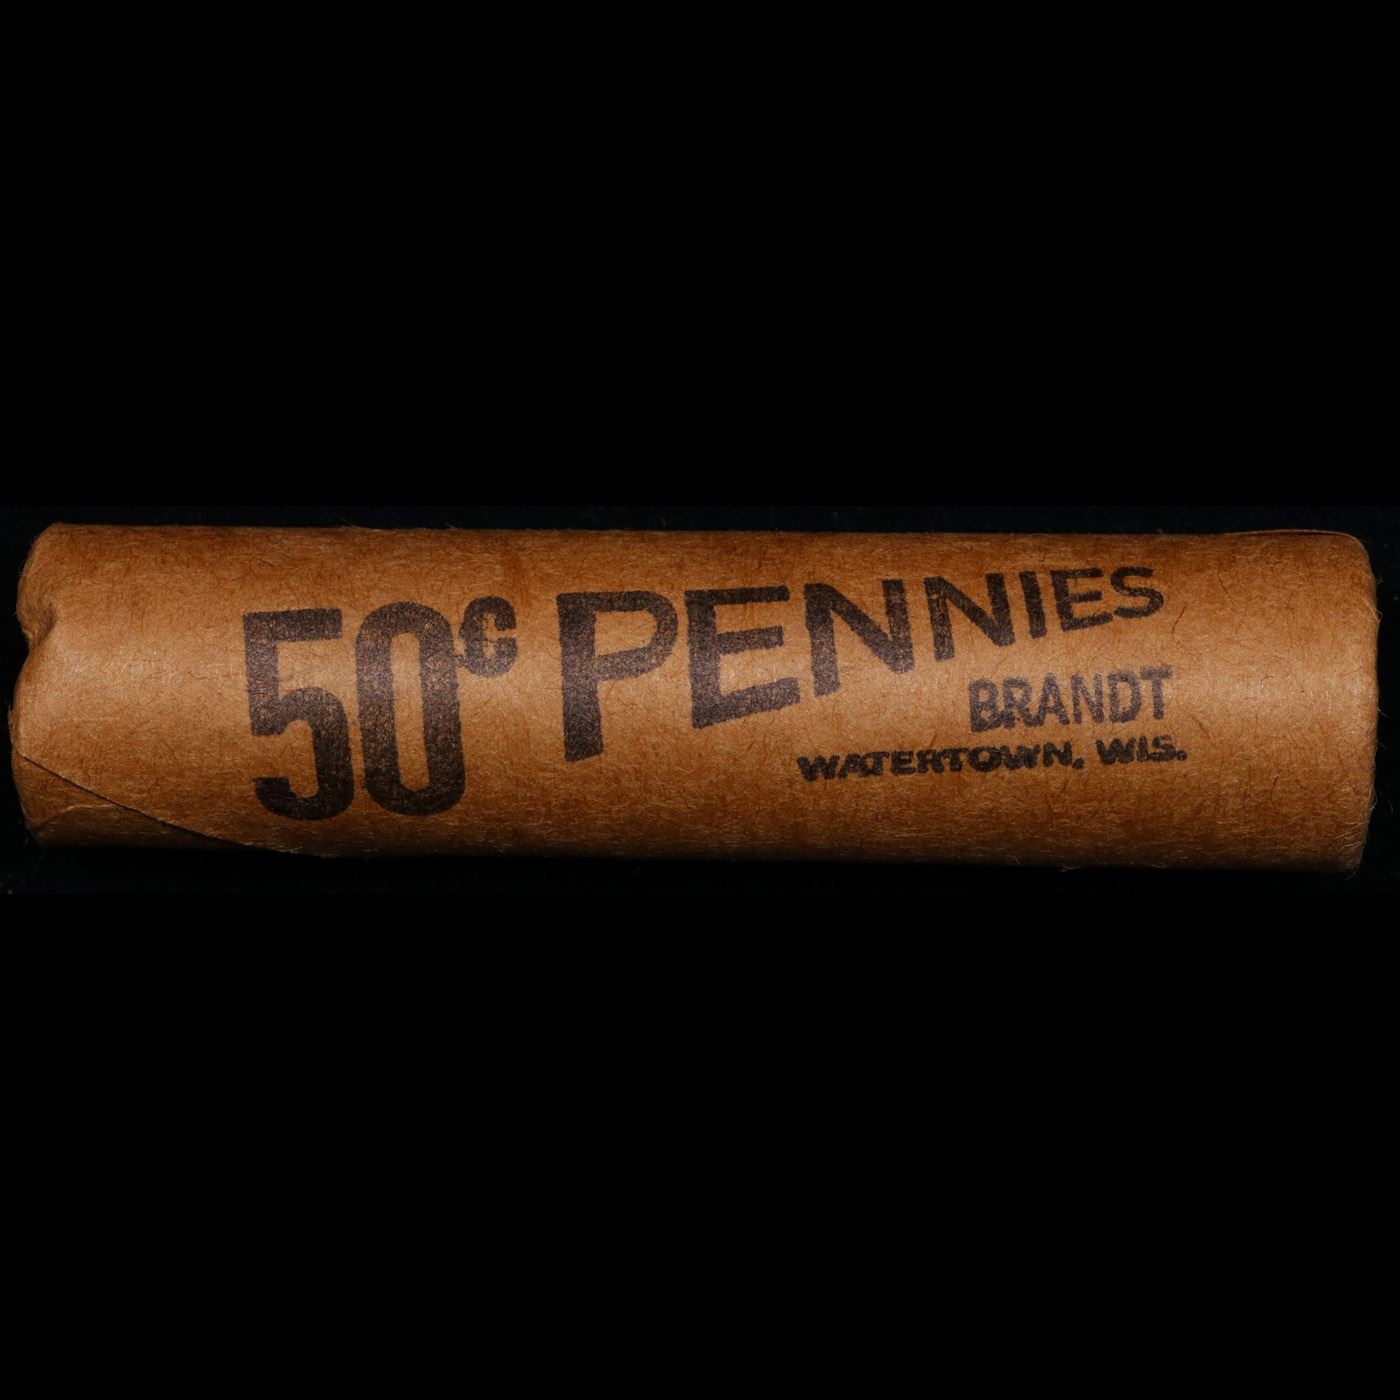 50¢ PENNIES
BRANDT
WATERTOWN, WIS.